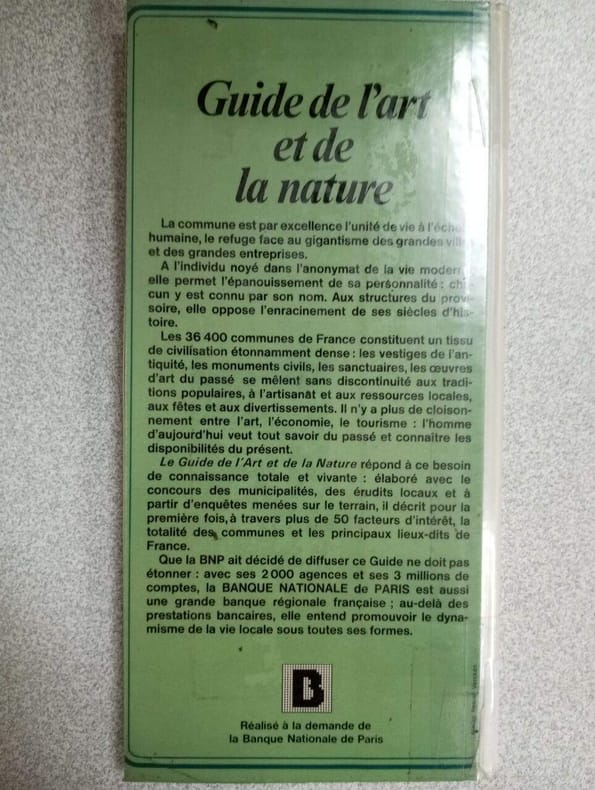 Guide de l'art
et de
la nature
La commune est par excellence l'unité de vie à l'échelle
humaine, le refuge face au gigantisme des grandes villes
et des grandes entreprises.
A l'individu noyé dans l'anonymat de la vie moderne,
elle permet l'épanouissement de sa personnalité : cha-
cun y est connu par son nom. Aux structures du provi-
soire, elle oppose l'enracinement de ses siècles d'his-
toire.
Les 36 400 communes de France constituent un tissu
de civilisation étonnamment dense : les vestiges de l'an-
tiquité, les monuments civils, les sanctuaires, les œuvres
d'art du passé se mêlent sans discontinuité aux tradi-
tions populaires, à l'artisanat et aux ressources locales,
aux fêtes et aux divertissements. Il n'y a plus de cloison-
nement entre l'art, l'économie, le tourisme : l'homme
d'aujourd'hui veut tout savoir du passé et connaitre les
disponibilités du présent.
Le Guide de l'Art et de la Nature répond à ce besoin
de connaissance totale et vivante : élaboré avec le
concours des municipalités, des érudits locaux et à
partir d'enquêtes menées sur le terrain, il décrit pour la
première fois, à travers plus de 50 facteurs d'intérêt, la
totalité des communes et les principaux lieux-dits de
France.
Que la BNP ait décidé de diffuser ce Guide ne doit pas
étonner : avec ses 2 000 agences et ses 3 millions de
comptes, la BANQUE NATIONALE de PARIS est aussi
une grande banque régionale française ; au-delà des
prestations bancaires, elle entend promouvoir le dyna-
misme de la vie locale sous toutes ses formes.
B
Réalisé à la demande de
la Banque Nationale de Paris